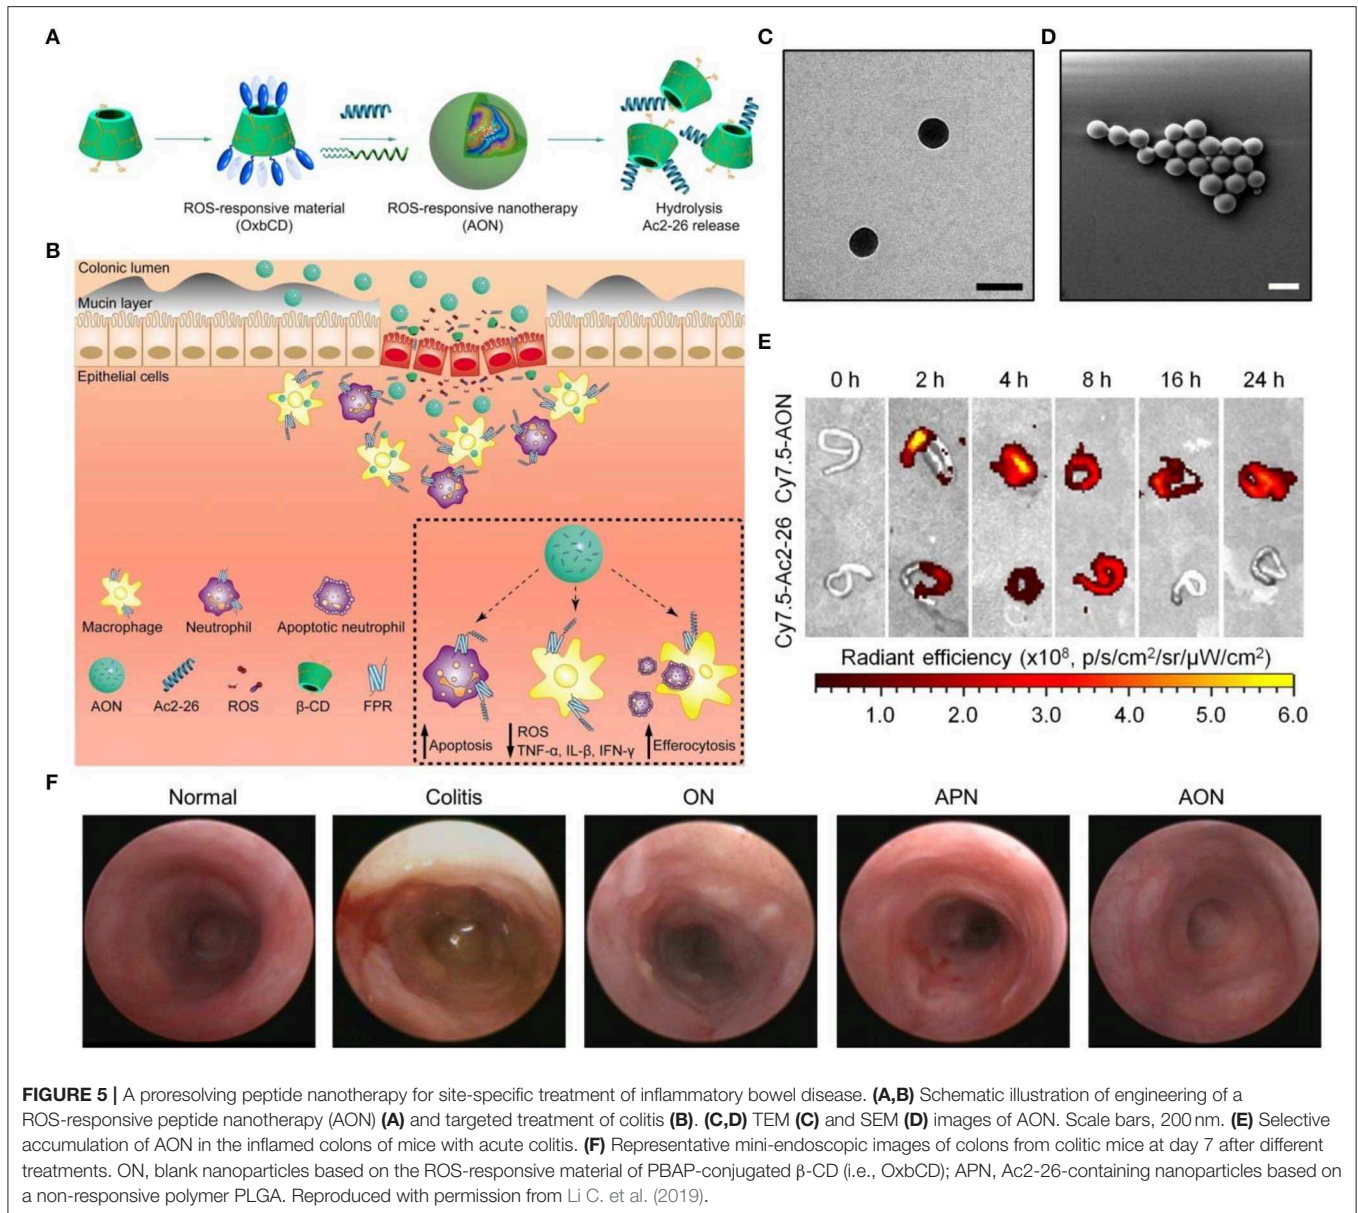 A
ROS-responsive material
(OxbCD)
ROS-responsive nanotherapy
(AON)
Hydrolysis
Ac2-26 release
B
Colonic lumen
Mucin layer
Epithelial cells
Macrophage
Neutrophil
Apoptotic neutrophil
AON
Ac2-26
ROS
β-CD
FPR
Apoptosis
ROS
TNF-α, IL-β, IFN-γ
Efferocytosis
C
D
E
0 h 2 h 4 h 8 h 16 h 24 h
Cy7.5-AON
Cy7.5-Ac2-26
Radiant efficiency (x10⁸, p/s/cm²/sr/μW/cm²)
1.0 2.0 3.0 4.0 5.0 6.0
F
Normal
Colitis
ON
APN
AON
FIGURE 5 | A proresolving peptide nanotherapy for site-specific treatment of inflammatory bowel disease. (A,B) Schematic illustration of engineering of a
ROS-responsive peptide nanotherapy (AON) (A) and targeted treatment of colitis (B). (C,D) TEM (C) and SEM (D) images of AON. Scale bars, 200 nm. (E) Selective
accumulation of AON in the inflamed colons of mice with acute colitis. (F) Representative mini-endoscopic images of colons from colitic mice at day 7 after different
treatments. ON, blank nanoparticles based on the ROS-responsive material of PBAP-conjugated β-CD (i.e., OxbCD); APN, Ac2-26-containing nanoparticles based on
a non-responsive polymer PLGA. Reproduced with permission from Li C. et al. (2019).